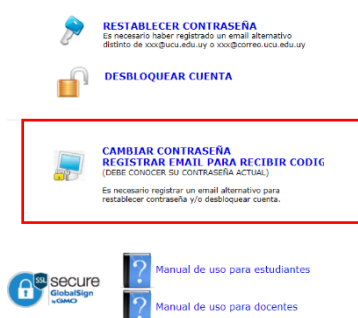 RESTABLECER CONTRASEÑA
Es necesario haber registrado un email alternativo
distinto de xxx@ucu.edu.uy o xxx@correo.ucu.edu.uy
DESBLOQUEAR CUENTA
CAMBIAR CONTRASEÑA
REGISTRAR EMAIL PARA RECIBIR CODIG
(DEBE CONOCER SU CONTRASEÑA ACTUAL)
Es necesario registrar un email alternativo para
restablecer contraseña y/o desbloquear cuenta.
Manual de uso para estudiantes
SSL
secure
GlobalSign
by GMO
Manual de uso para docentes